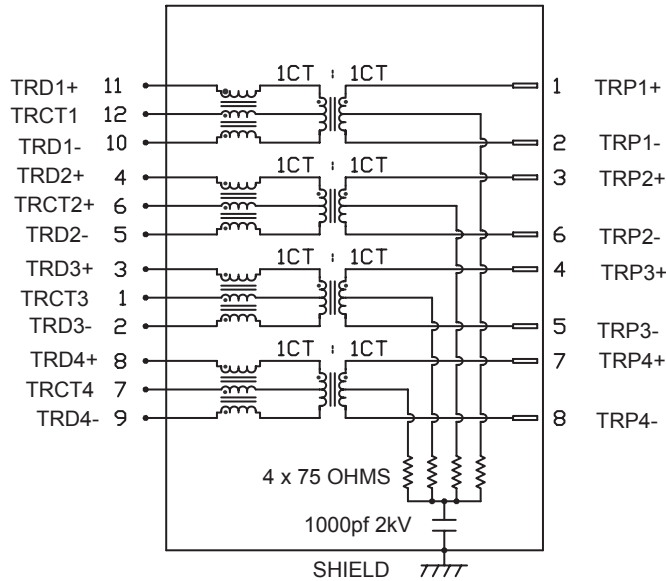 1CT : 1CT
TRD1+ 11 1 TRP1+
TRCT1 12
TRD1- 10 2 TRP1-
1CT : 1CT
TRD2+ 4 3 TRP2+
TRCT2+ 6
TRD2- 5 6 TRP2-
1CT : 1CT
TRD3+ 3 4 TRP3+
TRCT3 1
TRD3- 2 5 TRP3-
1CT : 1CT
TRD4+ 8 7 TRP4+
TRCT4 7
TRD4- 9 8 TRP4-
4 x 75 OHMS
1000pf 2kV
SHIELD